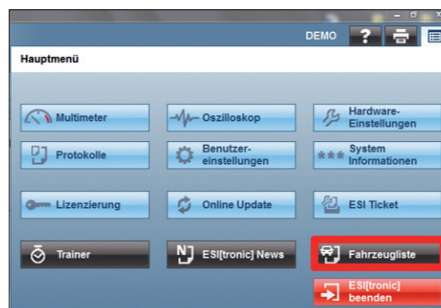 DEMO ?
Hauptmenü
Multimeter
Oszilloskop
Hardware-
Einstellungen
Protokolle
Benutzer-
einstellungen
System
Informationen
Lizenzierung
Online Update
ESI Ticket
Trainer
N
ESI[tronic] News
Fahrzeugliste
ESI[tronic]
beenden